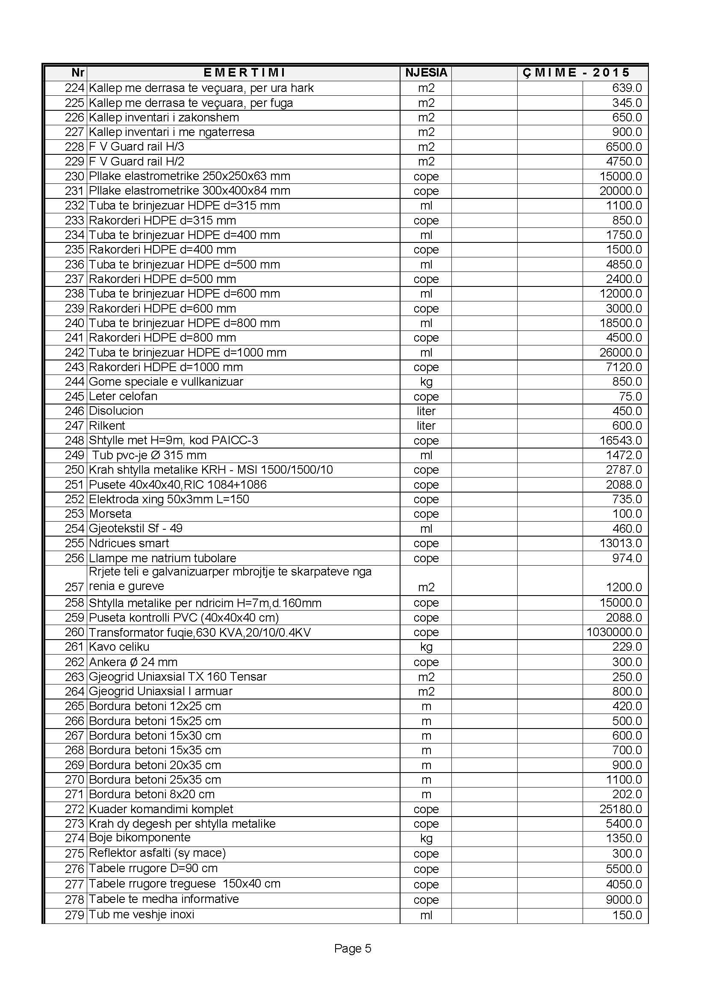 Nr E M E R T I M I NJESIA Ç M I M E - 2 0 1 5
224 Kallep me derrasa te veçuara, per ura hark m2 639.0
225 Kallep me derrasa te veçuara, per fuga m2 345.0
226 Kallep inventari i zakonshem m2 650.0
227 Kallep inventari i me ngaterresa m2 900.0
228 F V Guard rail H/3 m2 6500.0
229 F V Guard rail H/2 m2 4750.0
230 Pllake elastrometrike 250x250x63 mm cope 15000.0
231 Pllake elastrometrike 300x400x84 mm cope 20000.0
232 Tuba te brinjezuar HDPE d=315 mm ml 1100.0
233 Rakorderi HDPE d=315 mm cope 850.0
234 Tuba te brinjezuar HDPE d=400 mm ml 1750.0
235 Rakorderi HDPE d=400 mm cope 1500.0
236 Tuba te brinjezuar HDPE d=500 mm ml 4850.0
237 Rakorderi HDPE d=500 mm cope 2400.0
238 Tuba te brinjezuar HDPE d=600 mm ml 12000.0
239 Rakorderi HDPE d=600 mm cope 3000.0
240 Tuba te brinjezuar HDPE d=800 mm ml 18500.0
241 Rakorderi HDPE d=800 mm cope 4500.0
242 Tuba te brinjezuar HDPE d=1000 mm ml 26000.0
243 Rakorderi HDPE d=1000 mm cope 7120.0
244 Gome speciale e vullkanizuar kg 850.0
245 Leter celofan cope 75.0
246 Disolucion liter 450.0
247 Rilkent liter 600.0
248 Shtylle met H=9m, kod PAICC-3 cope 16543.0
249 Tub pvc-je Ø 315 mm ml 1472.0
250 Krah shtylla metalike KRH - MSI 1500/1500/10 cope 2787.0
251 Pusete 40x40x40,RIC 1084+1086 cope 2088.0
252 Elektroda xing 50x3mm L=150 cope 735.0
253 Morseta cope 100.0
254 Gjeotekstil Sf - 49 ml 460.0
255 Ndricues smart cope 13013.0
256 Llampe me natrium tubolare cope 974.0
Rrjete teli e galvanizuarper mbrojtje te skarpateve nga
257 renia e gureve m2 1200.0
258 Shtylla metalike per ndricim H=7m,d.160mm cope 15000.0
259 Puseta kontrolli PVC (40x40x40 cm) cope 2088.0
260 Transformator fuqie,630 KVA,20/10/0.4KV cope 1030000.0
261 Kavo celiku kg 229.0
262 Ankera Ø 24 mm cope 300.0
263 Gjeogrid Uniaxsial TX 160 Tensar m2 250.0
264 Gjeogrid Uniaxsial I armuar m2 800.0
265 Bordura betoni 12x25 cm m 420.0
266 Bordura betoni 15x25 cm m 500.0
267 Bordura betoni 15x30 cm m 600.0
268 Bordura betoni 15x35 cm m 700.0
269 Bordura betoni 20x35 cm m 900.0
270 Bordura betoni 25x35 cm m 1100.0
271 Bordura betoni 8x20 cm m 202.0
272 Kuader komandimi komplet cope 25180.0
273 Krah dy degesh per shtylla metalike cope 5400.0
274 Boje bikomponente kg 1350.0
275 Reflektor asfalti (sy mace) cope 300.0
276 Tabele rrugore D=90 cm cope 5500.0
277 Tabele rrugore treguese 150x40 cm cope 4050.0
278 Tabele te medha informative cope 9000.0
279 Tub me veshje inoxi ml 150.0
Page 5